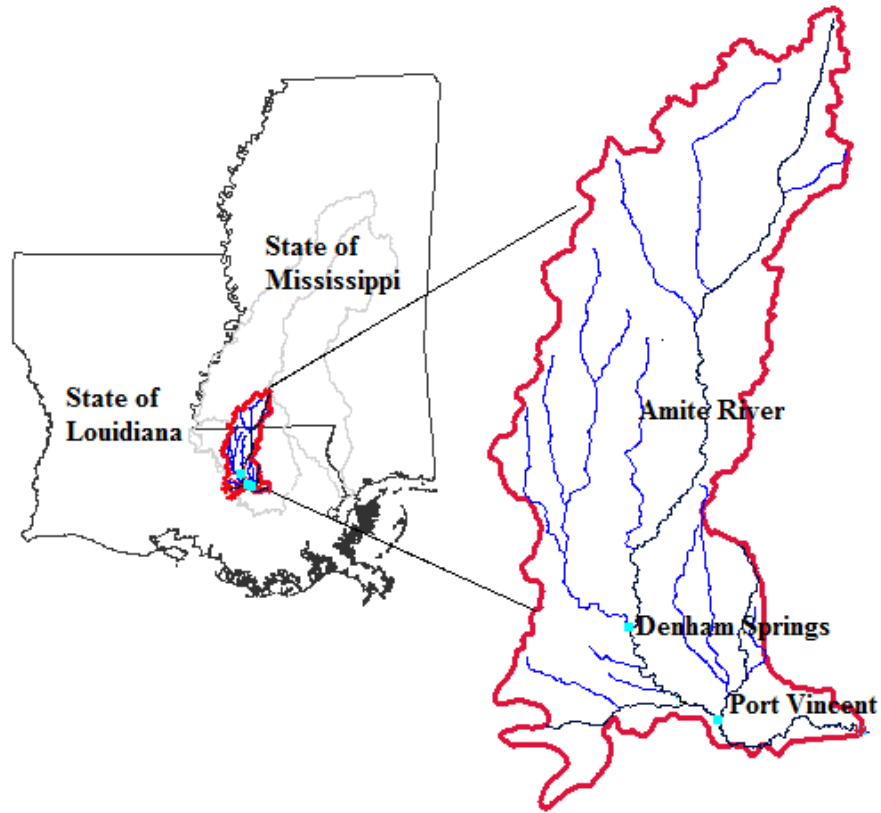 State of
Mississippi
State of
Louidiana
Amite River
Denham Springs
Port Vincent